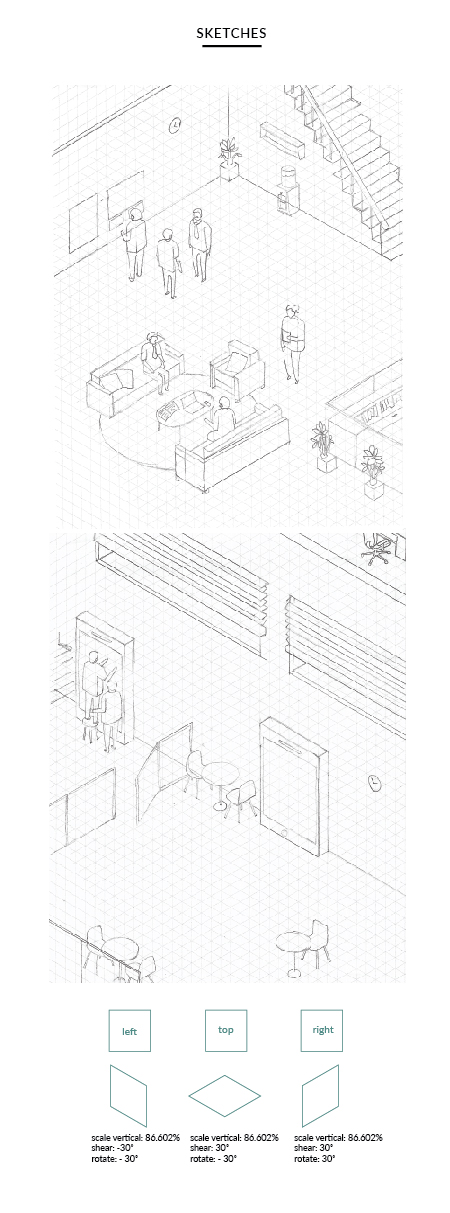 SKETCHES
left
top
right
scale vertical: 86.602%
shear: -30°
rotate: - 30°
scale vertical: 86.602%
shear: 30°
rotate: - 30°
scale vertical: 86.602%
shear: 30°
rotate: 30°